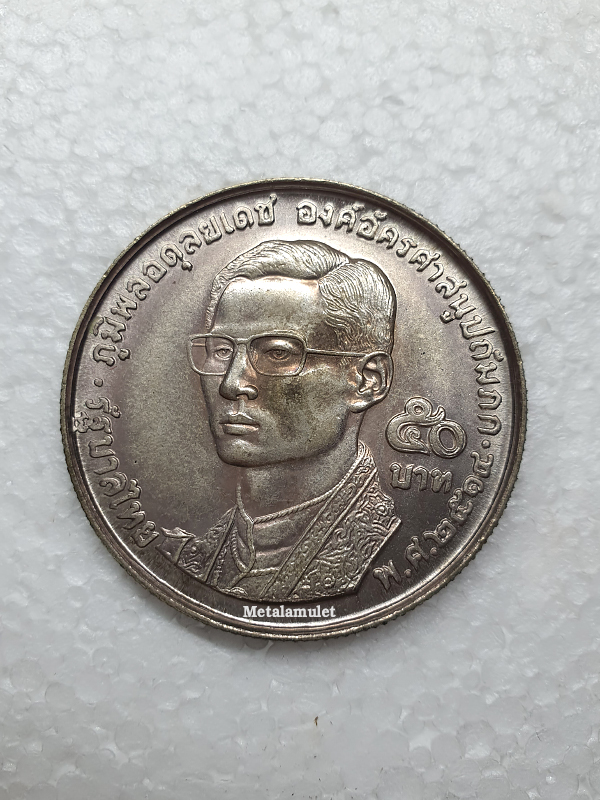 ภูมิพลอดุลยเดช องค์อัครศาสนูปถัมภก
รัฐบาลไทย
๕๐
บาท
พ.ศ.๒๕๑๔
Metalamulet